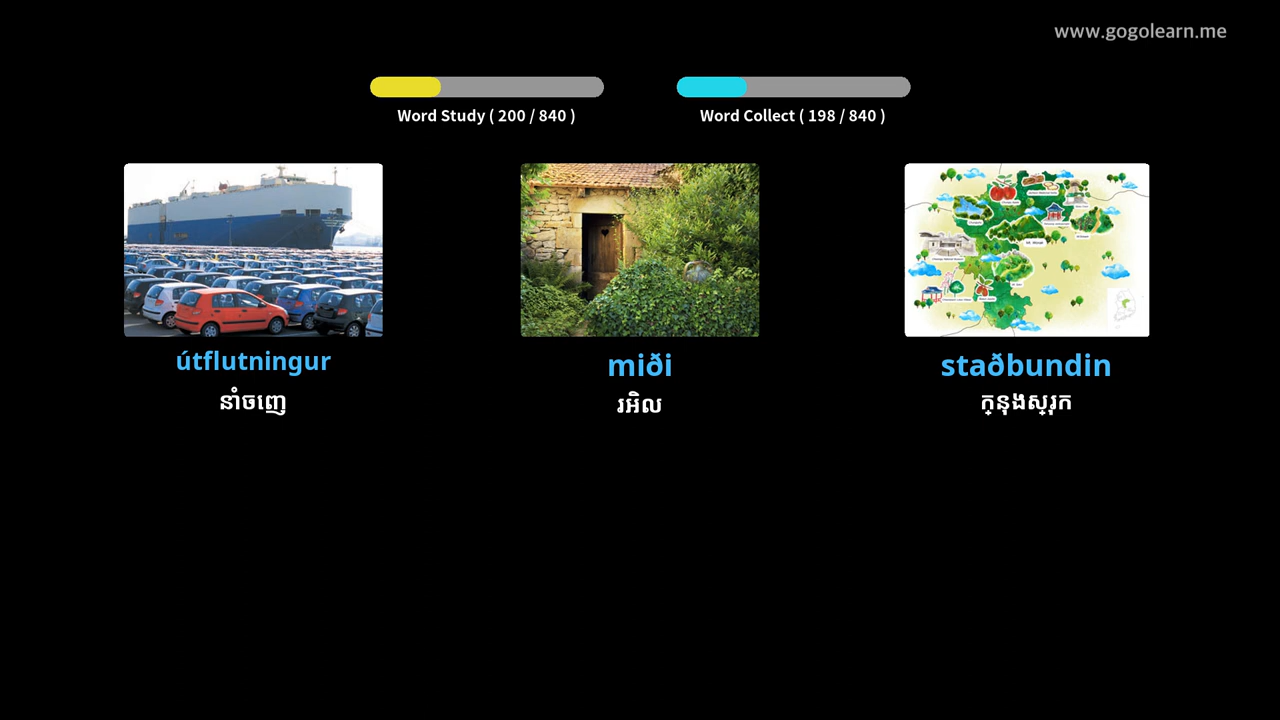 www.gogolearn.me
Word Study ( 200 / 840 )
Word Collect ( 198 / 840 )
útflutningur
miði
staðbundin
នាំចញេ
រអិល
ក្នុងស្រុក